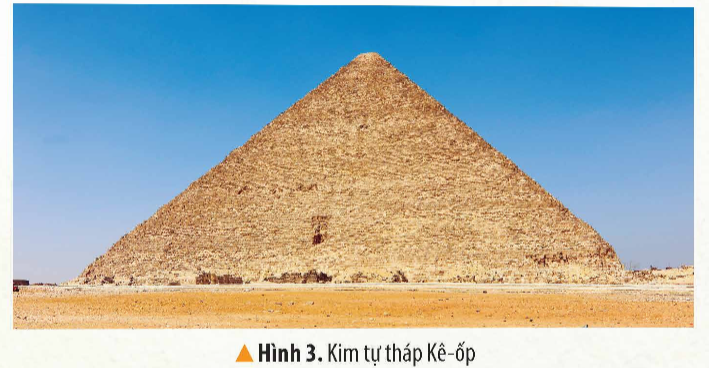 ▲ Hình 3. Kim tự tháp Kê-ốp